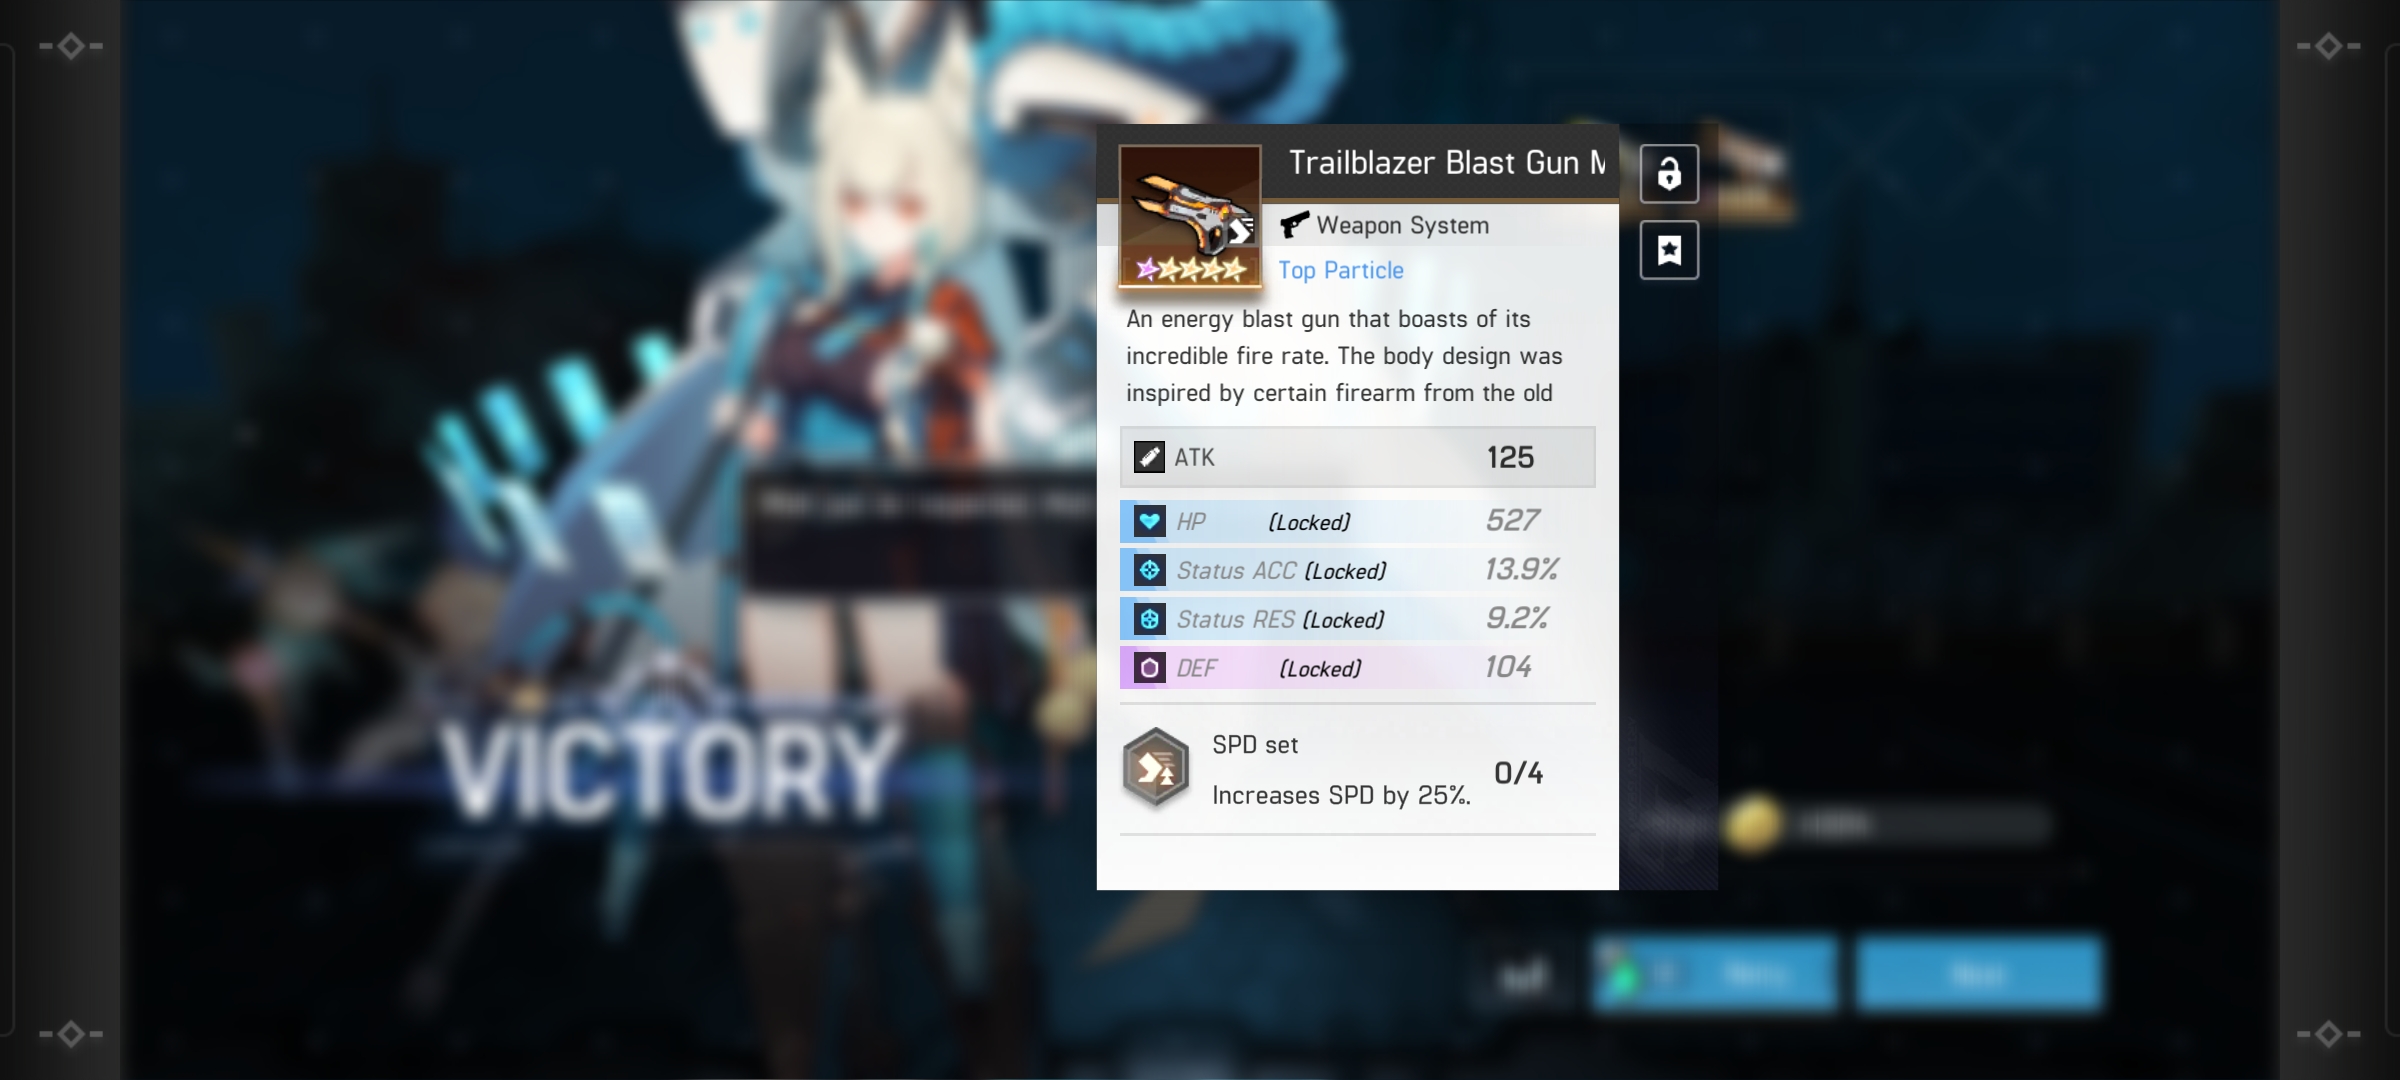 Trailblazer Blast Gun M
Weapon System
Top Particle
An energy blast gun that boasts of its
incredible fire rate. The body design was
inspired by certain firearm from the old
ATK 125
HP (Locked) 527
Status ACC (Locked) 13.9%
Status RES (Locked) 9.2%
DEF (Locked) 104
SPD set
Increases SPD by 25%.
0/4
VICTORY